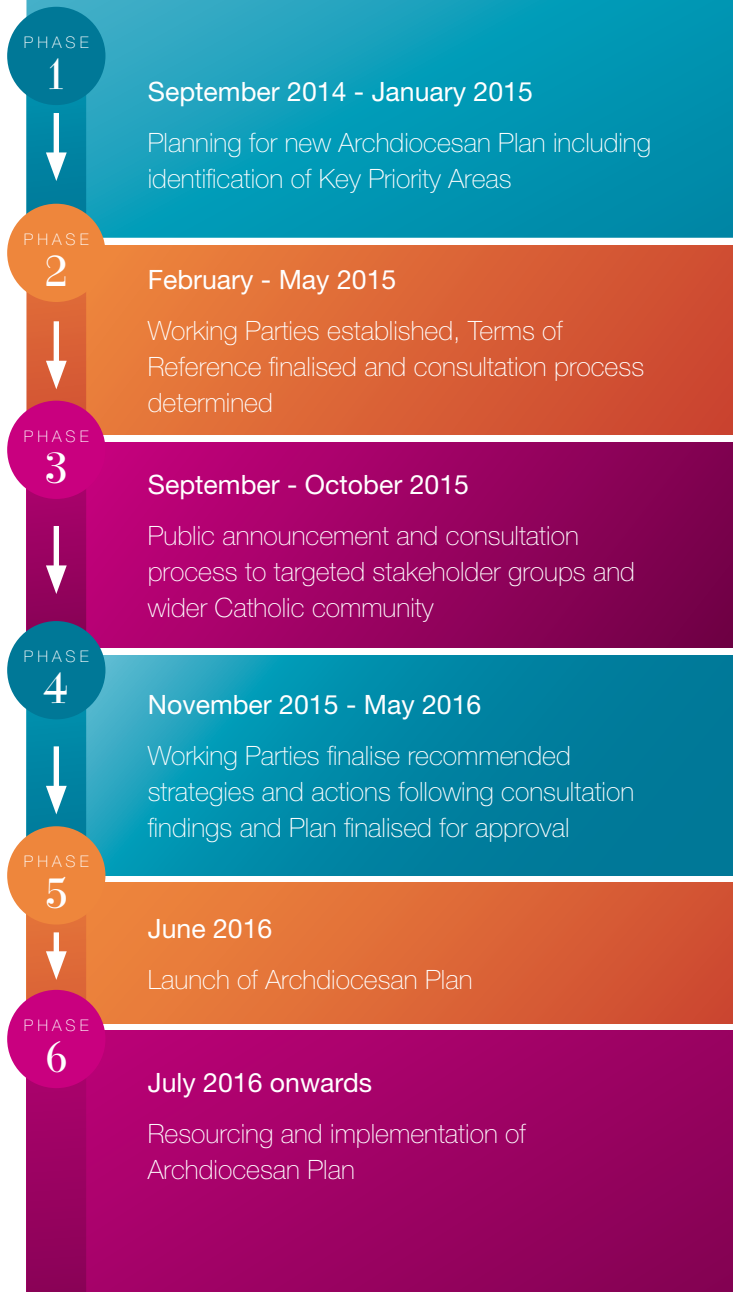 PHASE
1
September 2014 - January 2015
Planning for new Archdiocesan Plan including
identification of Key Priority Areas
PHASE
2
February - May 2015
Working Parties established, Terms of
Reference finalised and consultation process
determined
PHASE
3
September - October 2015
Public announcement and consultation
process to targeted stakeholder groups and
wider Catholic community
PHASE
4
November 2015 - May 2016
Working Parties finalise recommended
strategies and actions following consultation
findings and Plan finalised for approval
PHASE
5
June 2016
Launch of Archdiocesan Plan
PHASE
6
July 2016 onwards
Resourcing and implementation of
Archdiocesan Plan